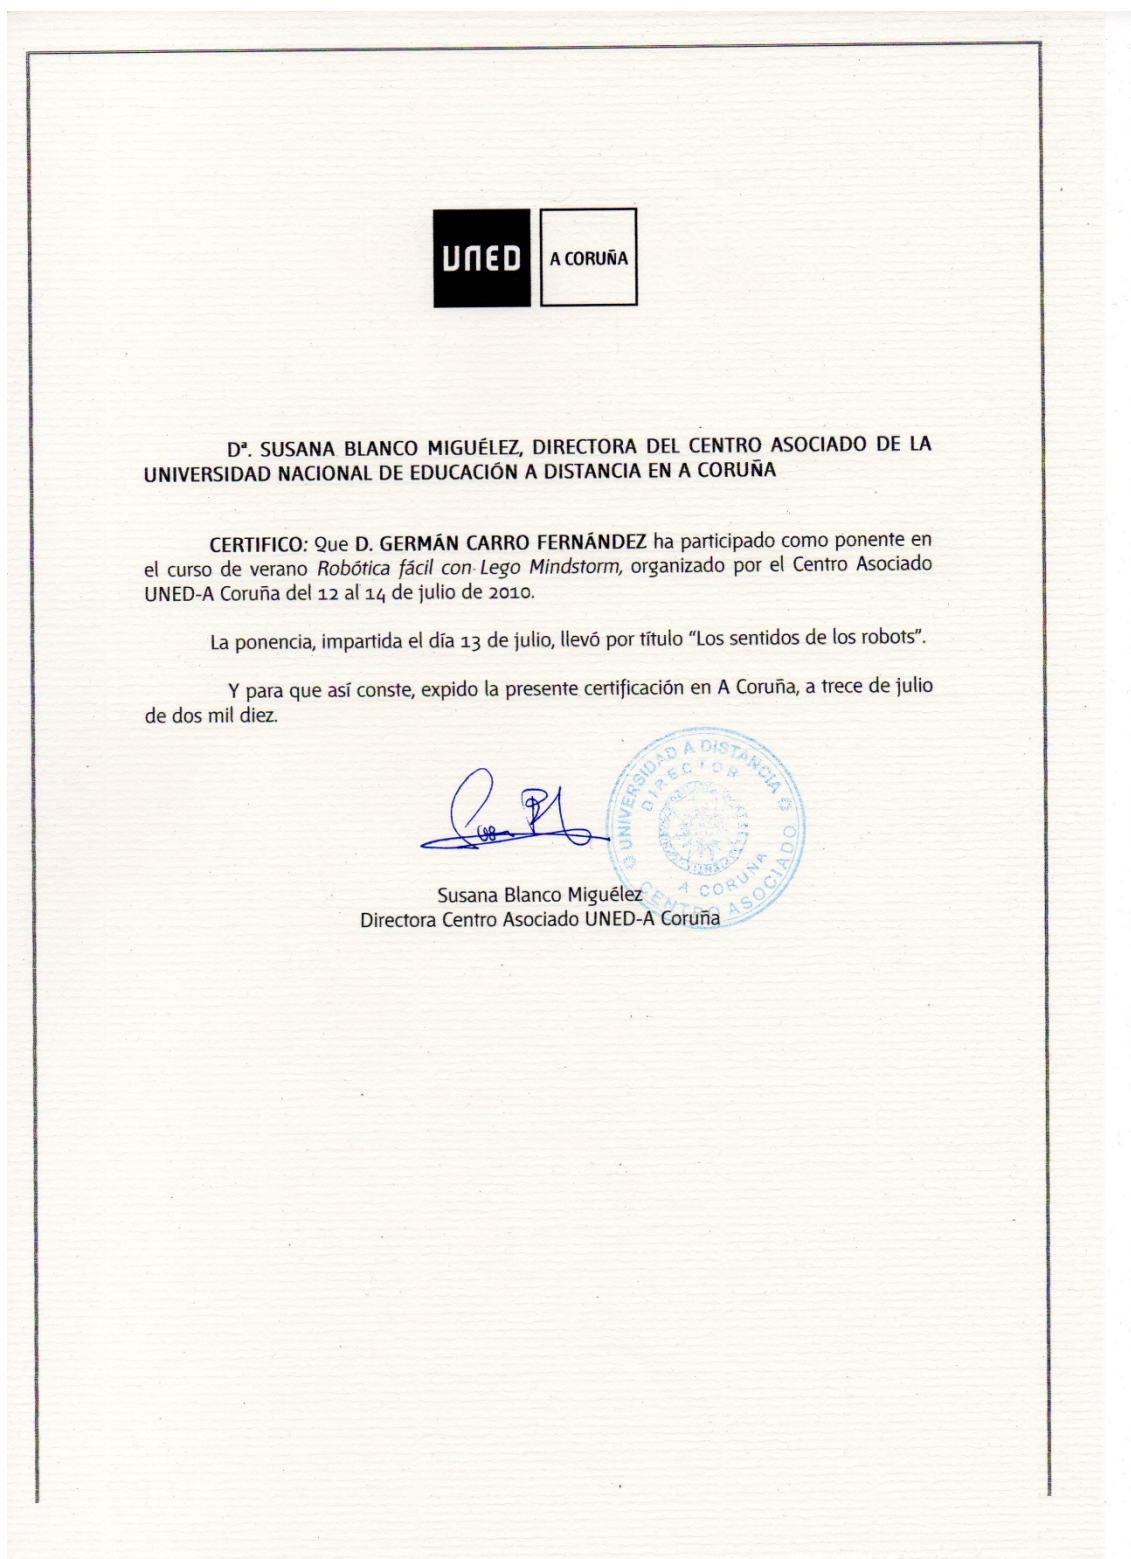 UNED
A CORUÑA
Dª. SUSANA BLANCO MIGUÉLEZ, DIRECTORA DEL CENTRO ASOCIADO DE LA
UNIVERSIDAD NACIONAL DE EDUCACIÓN A DISTANCIA EN A CORUÑA
CERTIFICO: Que D. GERMÁN CARRO FERNÁNDEZ ha participado como ponente en
el curso de verano Robótica fácil con Lego Mindstorm, organizado por el Centro Asociado
UNED-A Coruña del 12 al 14 de julio de 2010.
La ponencia, impartida el día 13 de julio, llevó por título “Los sentidos de los robots”.
Y para que así conste, expido la presente certificación en A Coruña, a trece de julio
de dos mil diez.
UNIVERSIDAD A DISTANCIA
DIRECTOR
A CORUÑA
CENTRO ASOCIADO
Susana Blanco Miguélez
Directora Centro Asociado UNED-A Coruña